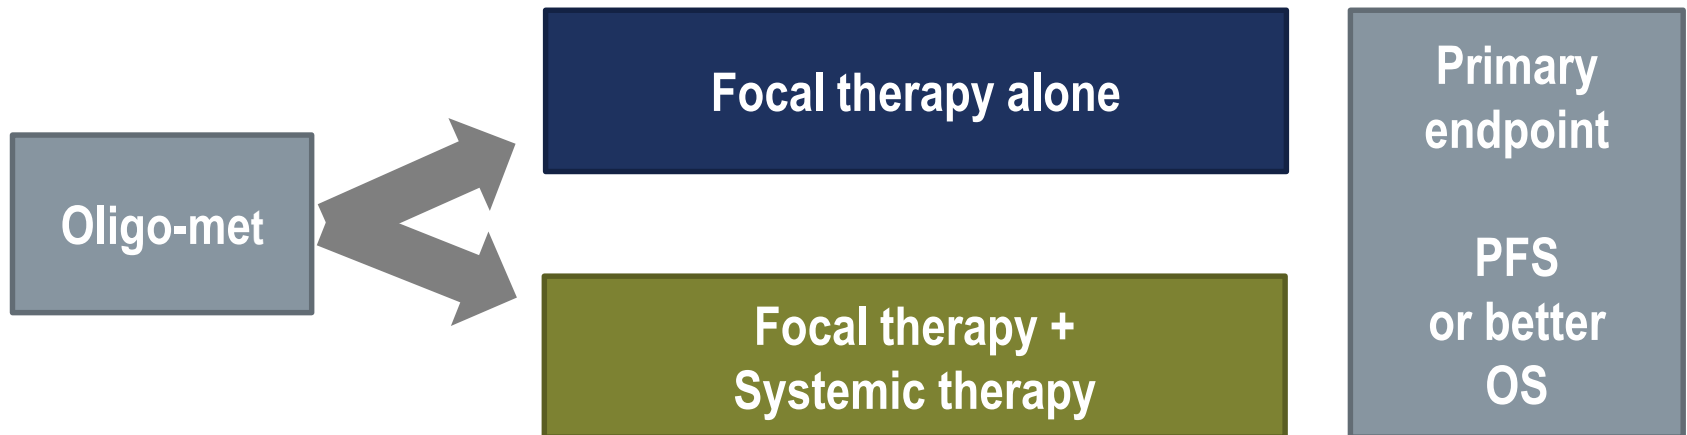 Oligo-met
Focal therapy alone
Focal therapy +
Systemic therapy
Primary
endpoint
PFS
or better
OS